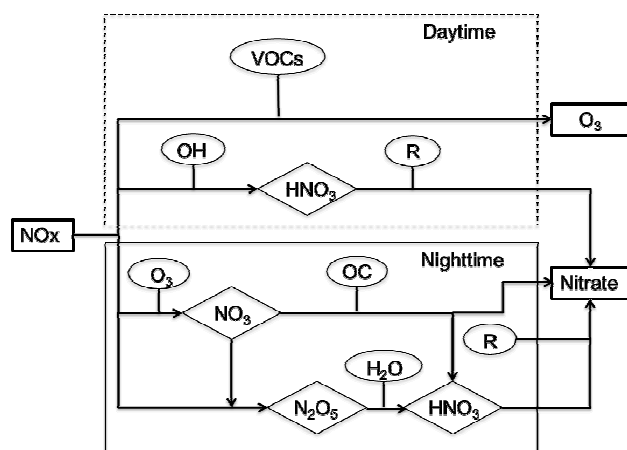 Daytime
VOCs
O₃
OH
HNO₃
R
NOx
Nighttime
O₃
NO₃
OC
Nitrate
R
N₂O₅
H₂O
HNO₃